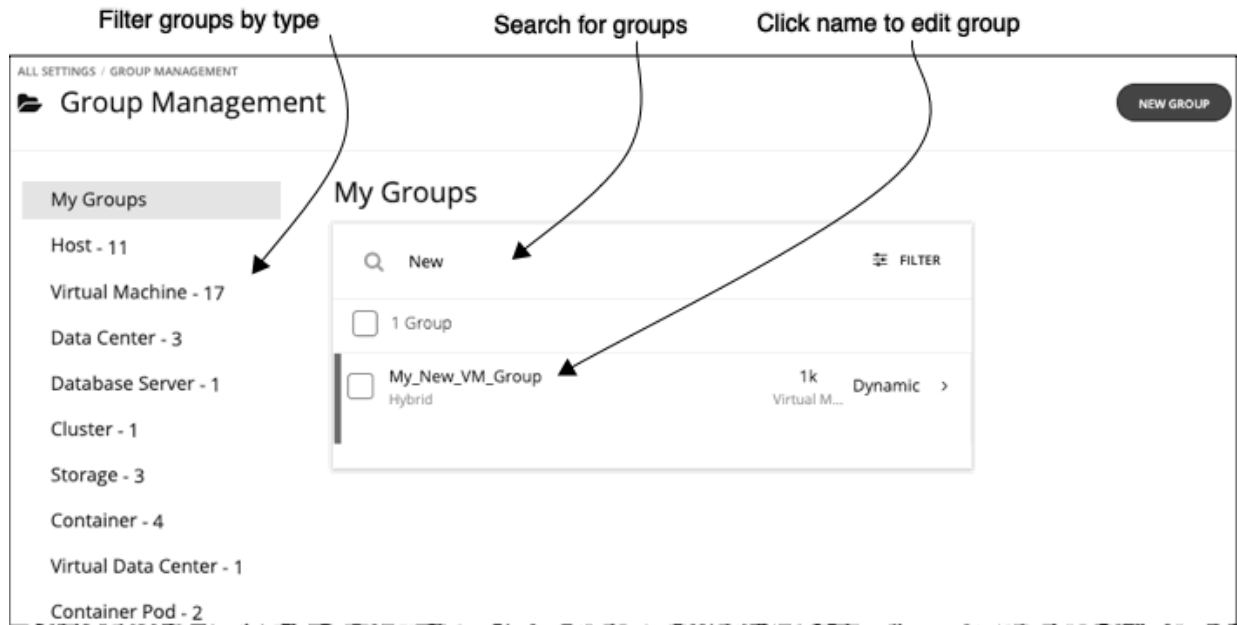 Filter groups by type
Search for groups
Click name to edit group
ALL SETTINGS / GROUP MANAGEMENT
Group Management
NEW GROUP
My Groups
Host - 11
Virtual Machine - 17
Data Center - 3
Database Server - 1
Cluster - 1
Storage - 3
Container - 4
Virtual Data Center - 1
Container Pod - 2
My Groups
New
FILTER
1 Group
My_New_VM_Group
Hybrid
1k
Virtual M...
Dynamic >